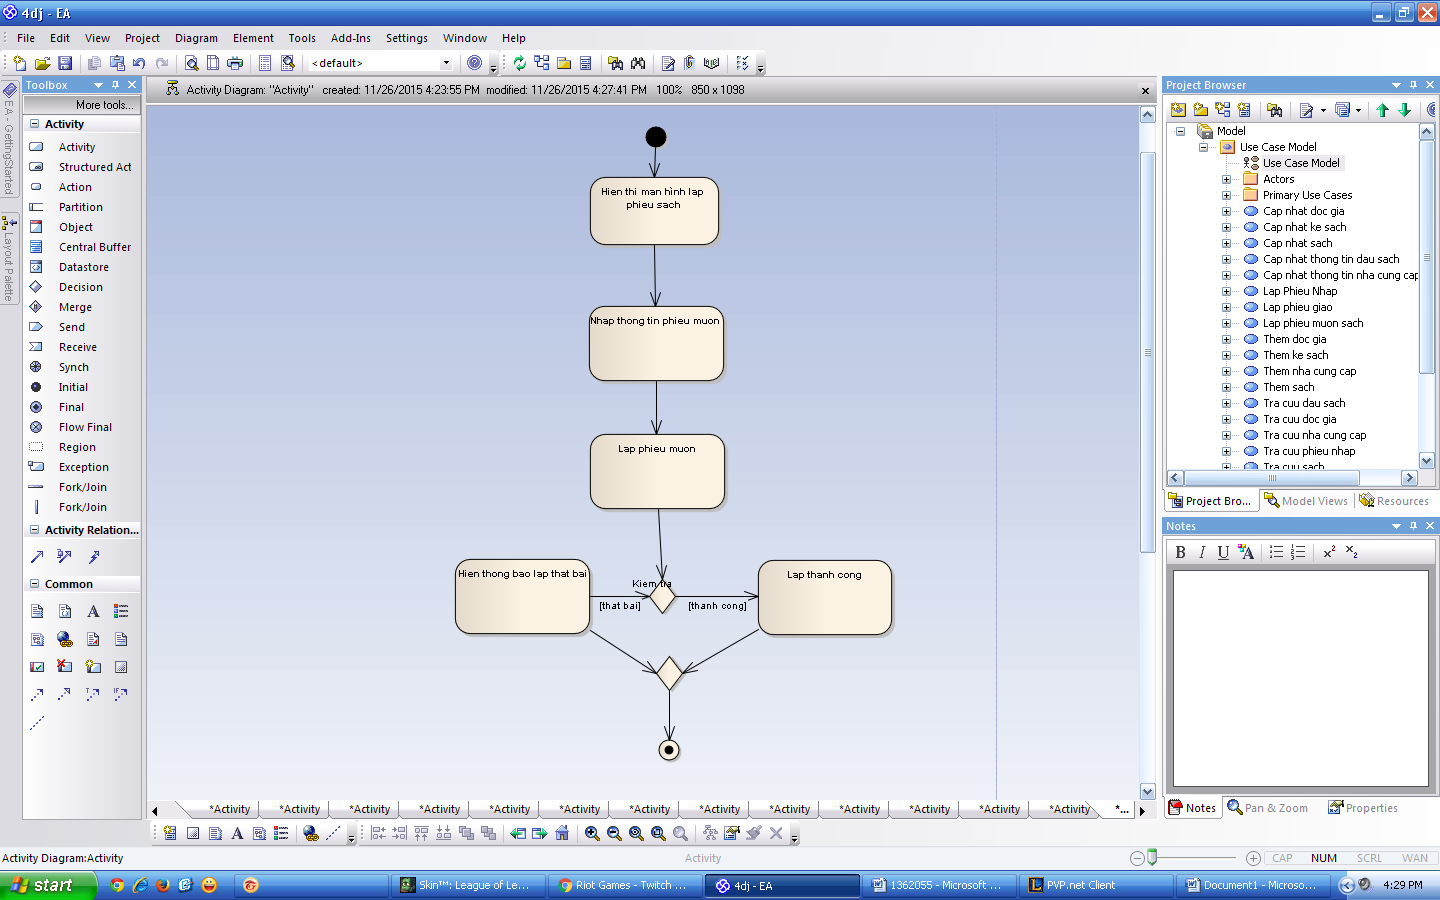 4dj - EA
File Edit View Project Diagram Element Tools Add-Ins Settings Window Help
< default>
EA - GettingStarted
Layout Palette
Toolbox
More tools...
Activity
Activity
Structured Act
Action
Partition
Object
Central Buffer
Datastore
Decision
Merge
Send
Receive
Synch
Initial
Final
Flow Final
Region
Exception
Fork/Join
Fork/Join
Activity Relation...
Common
Activity Diagram: "Activity" created: 11/26/2015 4:23:55 PM modified: 11/26/2015 4:27:41 PM 100% 850 x 1098
Hien thi man hình lap
phieu sach
Nhap thong tin phieu muon
Lap phieu muon
Hien thong bao lap that bai
Kiem tra
Lap thanh cong
[that bai]
[thanh cong]
*Activity *Activity *Activity *Activity *Activity *Activity *Activity *Activity *Activity *Activity *Activity *Activity *Activity *...
Project Browser
Model
Use Case Model
Use Case Model
Actors
Primary Use Cases
Cap nhat doc gia
Cap nhat ke sach
Cap nhat sach
Cap nhat thong tin dau sach
Cap nhat thong tin nha cung cap
Lap Phieu Nhap
Lap phieu giao
Lap phieu muon sach
Them doc gia
Them ke sach
Them nha cung cap
Them sach
Tra cuu dau sach
Tra cuu doc gia
Tra cuu nha cung cap
Tra cuu phieu nhap
Tra cuu sach
Project Bro... Model Views Resources
Notes
B I U A x² x₂
Notes Pan & Zoom Properties
Activity Diagram:Activity
Activity
CAP NUM SCRL WAN
start
Skin™: League of Le...
Riot Games - Twitch ...
4dj - EA
1362055 - Microsoft ...
PVP.net Client
Document1 - Microso...
4:29 PM